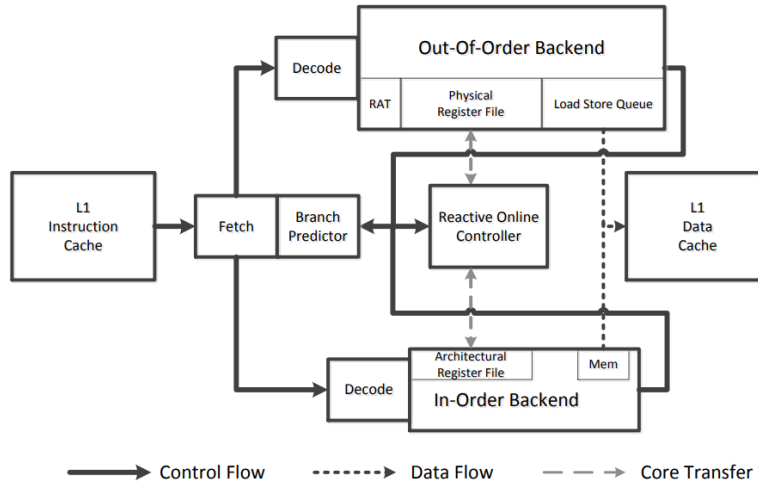 Out-Of-Order Backend
Decode
RAT
Physical
Register File
Load Store Queue
L1
Instruction
Cache
Fetch
Branch
Predictor
Reactive Online
Controller
L1
Data
Cache
Architectural
Register File
Mem
Decode
In-Order Backend
Control Flow
Data Flow
Core Transfer